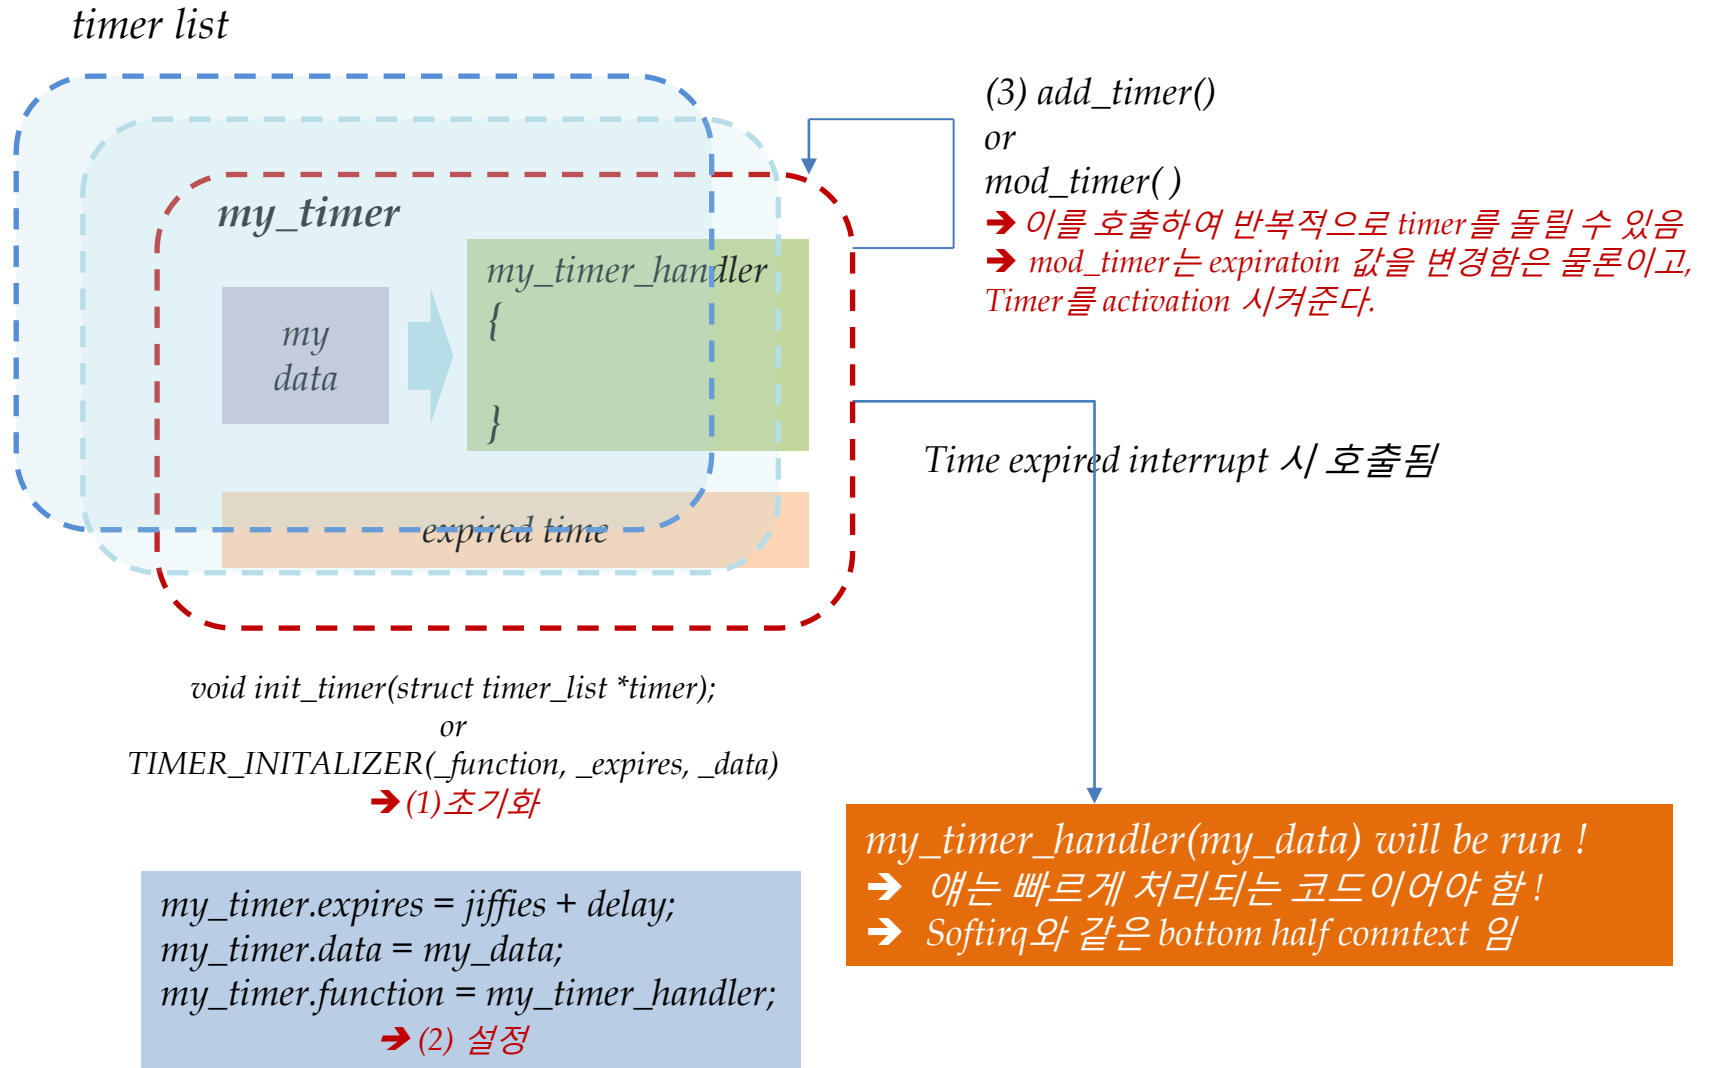 timer list
my_timer
my_timer_handler
{
}
my
data
expired time
(3) add_timer()
or
mod_timer( )
➔ 이를 호출하여 반복적으로 timer를 돌릴 수 있음
➔ mod_timer는 expiratoin 값을 변경함은 물론이고,
Timer를 activation 시켜준다.
Time expired interrupt 시 호출됨
void init_timer(struct timer_list *timer);
or
TIMER_INITALIZER(_function, _expires, _data)
➔ (1)초기화
my_timer.expires = jiffies + delay;
my_timer.data = my_data;
my_timer.function = my_timer_handler;
➔ (2) 설정
my_timer_handler(my_data) will be run !
➔ 얘는 빠르게 처리되는 코드이어야 함 !
➔ Softirq와 같은 bottom half conntext 임